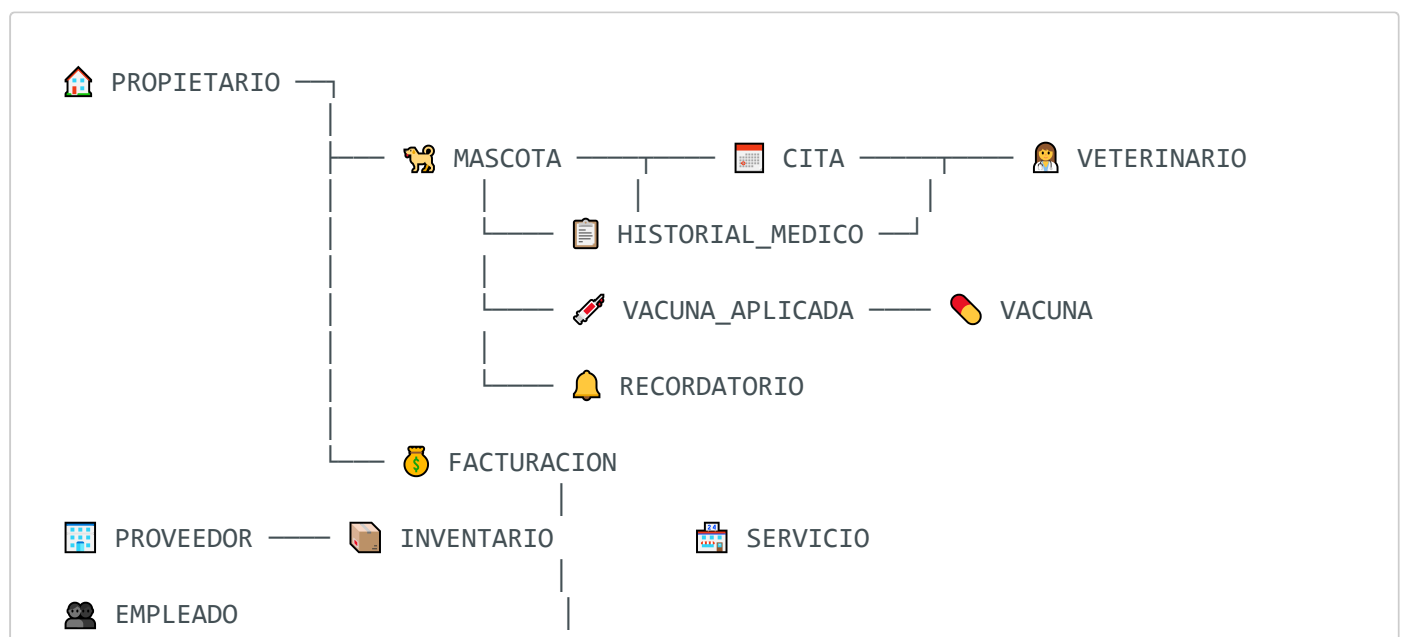 PROPIETARIO
MASCOTA CITA VETERINARIO
HISTORIAL_MEDICO
VACUNA_APLICADA VACUNA
RECORDATORIO
FACTURACION
PROVEEDOR INVENTARIO SERVICIO
EMPLEADO